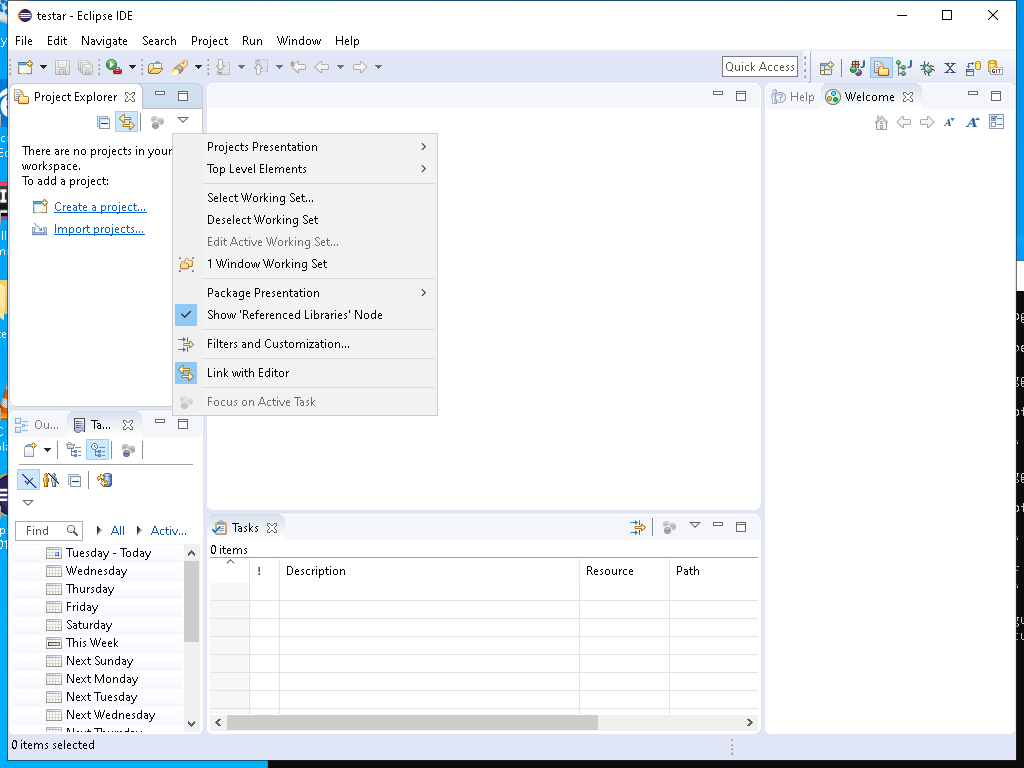 testar - Eclipse IDE
File Edit Navigate Search Project Run Window Help
Quick Access
Project Explorer
Help
Welcome
There are no projects in your
workspace.
To add a project:
Create a project...
Import projects...
Projects Presentation
Top Level Elements
Select Working Set...
Deselect Working Set
Edit Active Working Set...
1 Window Working Set
Package Presentation
Show 'Referenced Libraries' Node
Filters and Customization...
Link with Editor
Focus on Active Task
Ou...
Ta...
Find
All
Activ...
Tuesday - Today
Wednesday
Thursday
Friday
Saturday
This Week
Next Sunday
Next Monday
Next Tuesday
Next Wednesday
Next Thursday
Tasks
0 items
! Description Resource Path
0 items selected